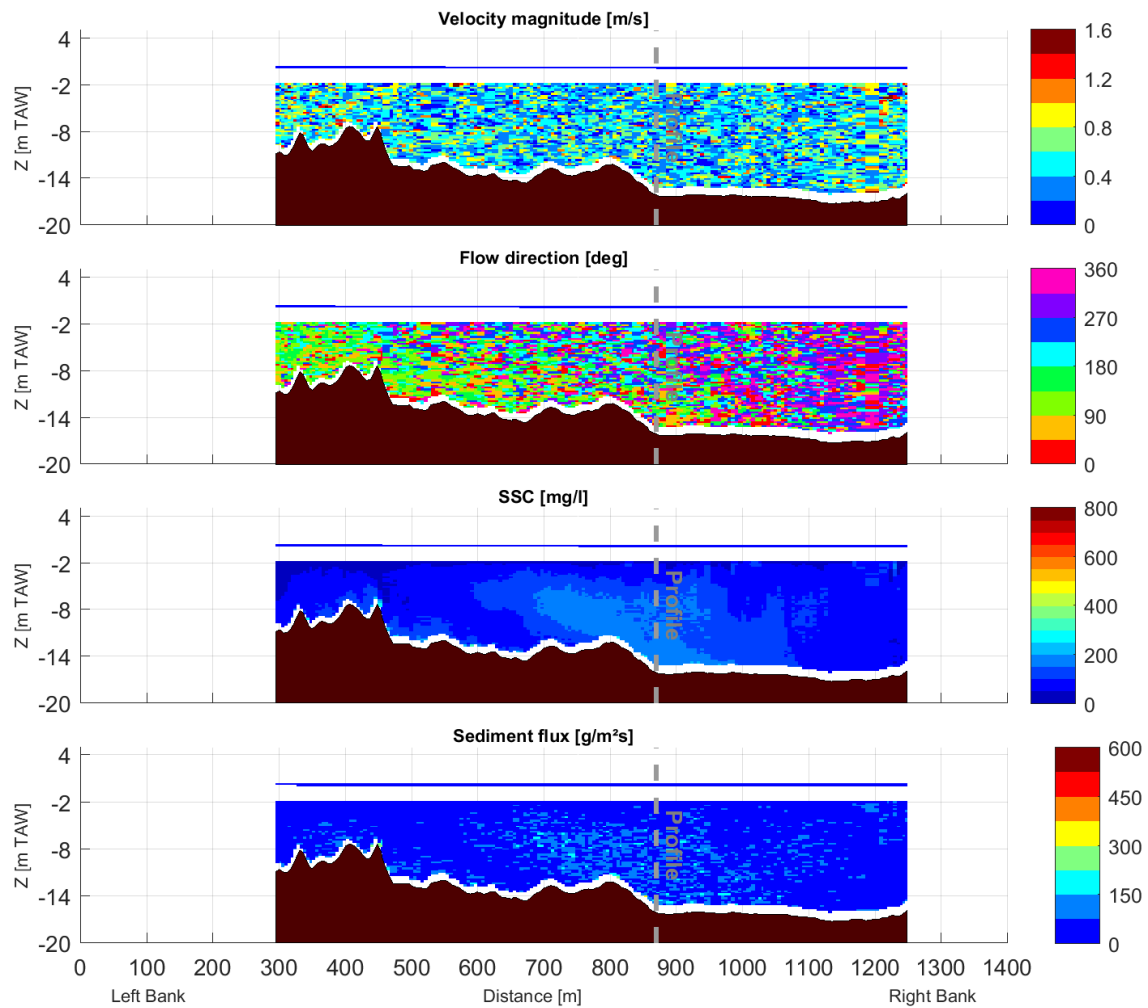 Velocity magnitude [m/s]
Z [m TAW]
4
-2
-8
-14
-20
Profile
1.6
1.2
0.8
0.4
0
Flow direction [deg]
Z [m TAW]
4
-2
-8
-14
-20
Profile
360
270
180
90
0
SSC [mg/l]
Z [m TAW]
4
-2
-8
-14
-20
Profile
800
600
400
200
0
Sediment flux [g/m²s]
Z [m TAW]
4
-2
-8
-14
-20
Profile
600
450
300
150
0
0 100 200 300 400 500 600 700 800 900 1000 1100 1200 1300 1400
Left Bank Distance [m] Right Bank